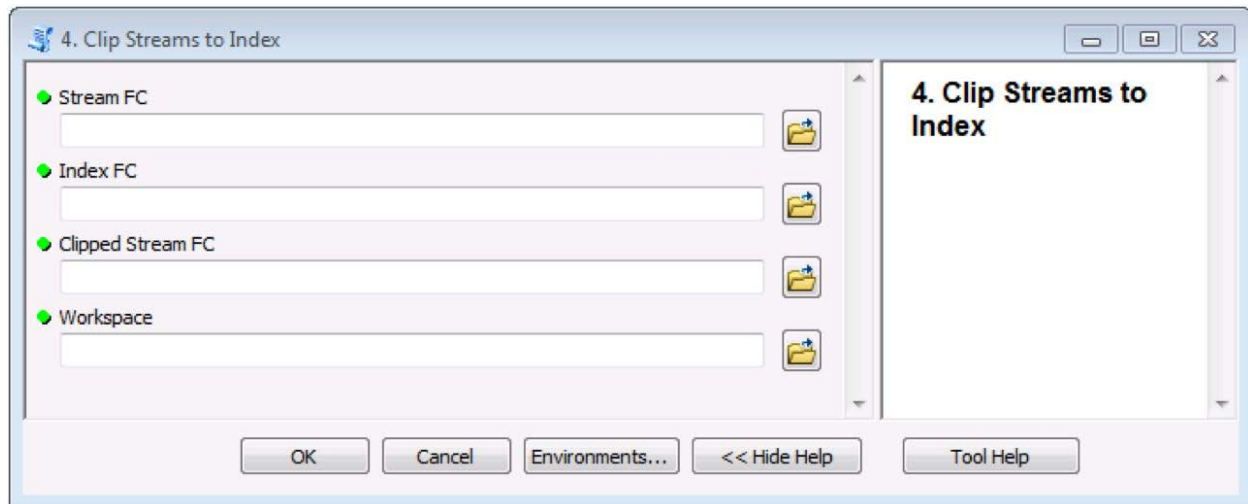 4. Clip Streams to Index
Stream FC
Index FC
Clipped Stream FC
Workspace
4. Clip Streams to
Index
OK
Cancel
Environments...
<< Hide Help
Tool Help